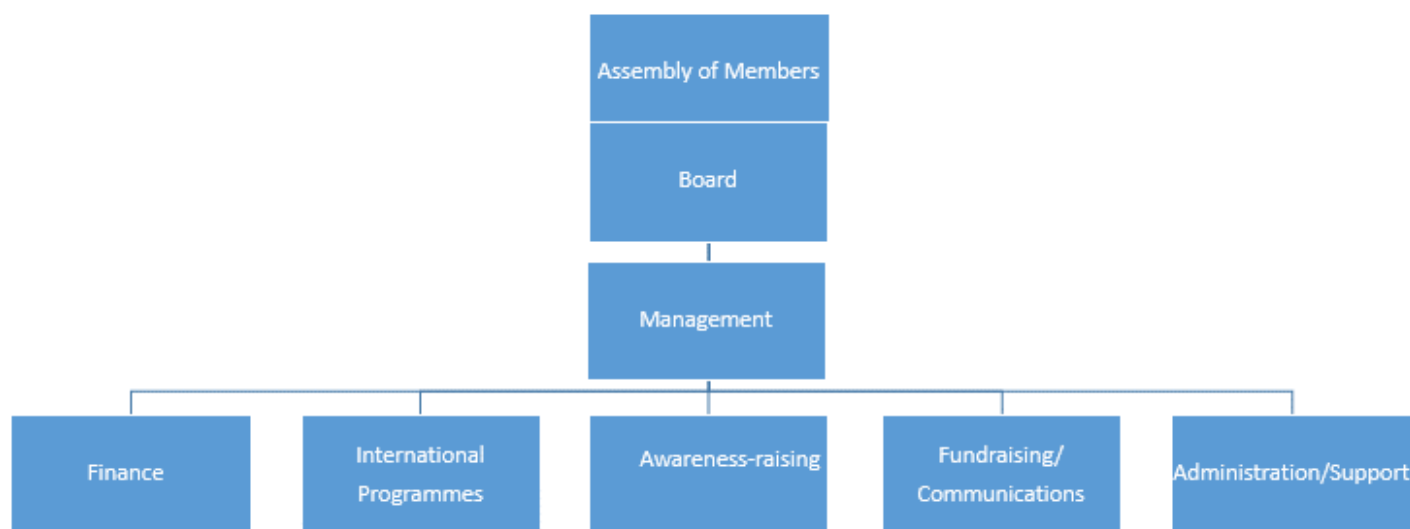 Assembly of Members
Board
Management
Finance
International
Programmes
Awareness-raising
Fundraising/
Communications
Administration/Support